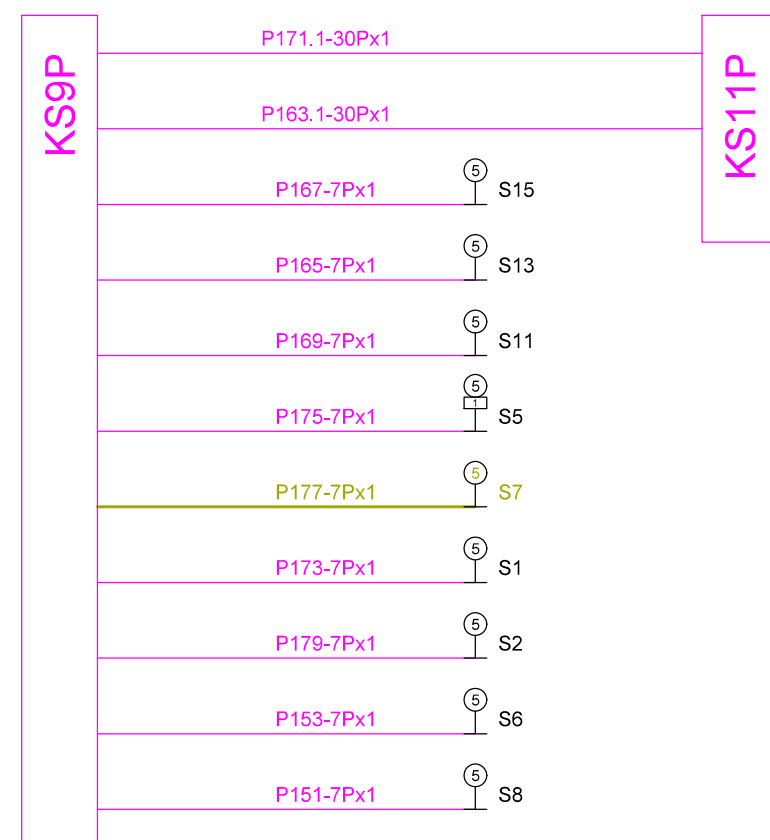 KS9P
P171.1-30Px1
KS11P
P163.1-30Px1
5
P167-7Px1 S15
5
P165-7Px1 S13
5
P169-7Px1 S11
5
1
P175-7Px1 S5
5
P177-7Px1 S7
5
P173-7Px1 S1
5
P179-7Px1 S2
5
P153-7Px1 S6
5
P151-7Px1 S8